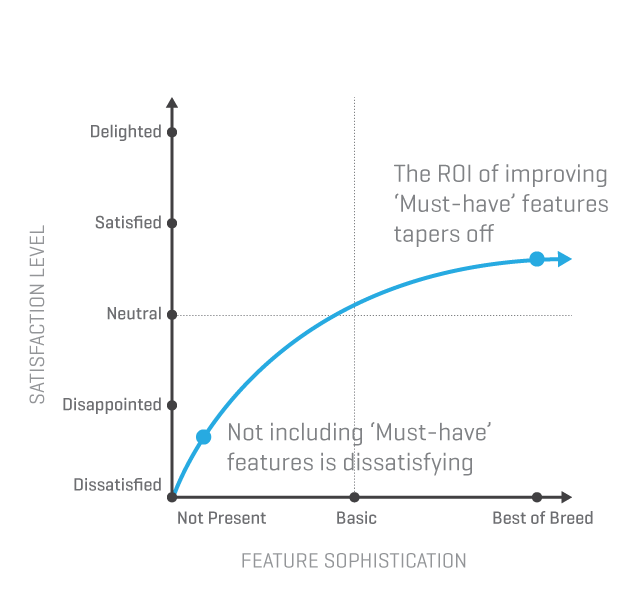 Delighted
The ROI of improving
‘Must-have’ features
tapers off
Satisfied
SATISFACTION LEVEL
Neutral
Disappointed
Not including ‘Must-have’
features is dissatisfying
Dissatisfied
Not Present
Basic
Best of Breed
FEATURE SOPHISTICATION